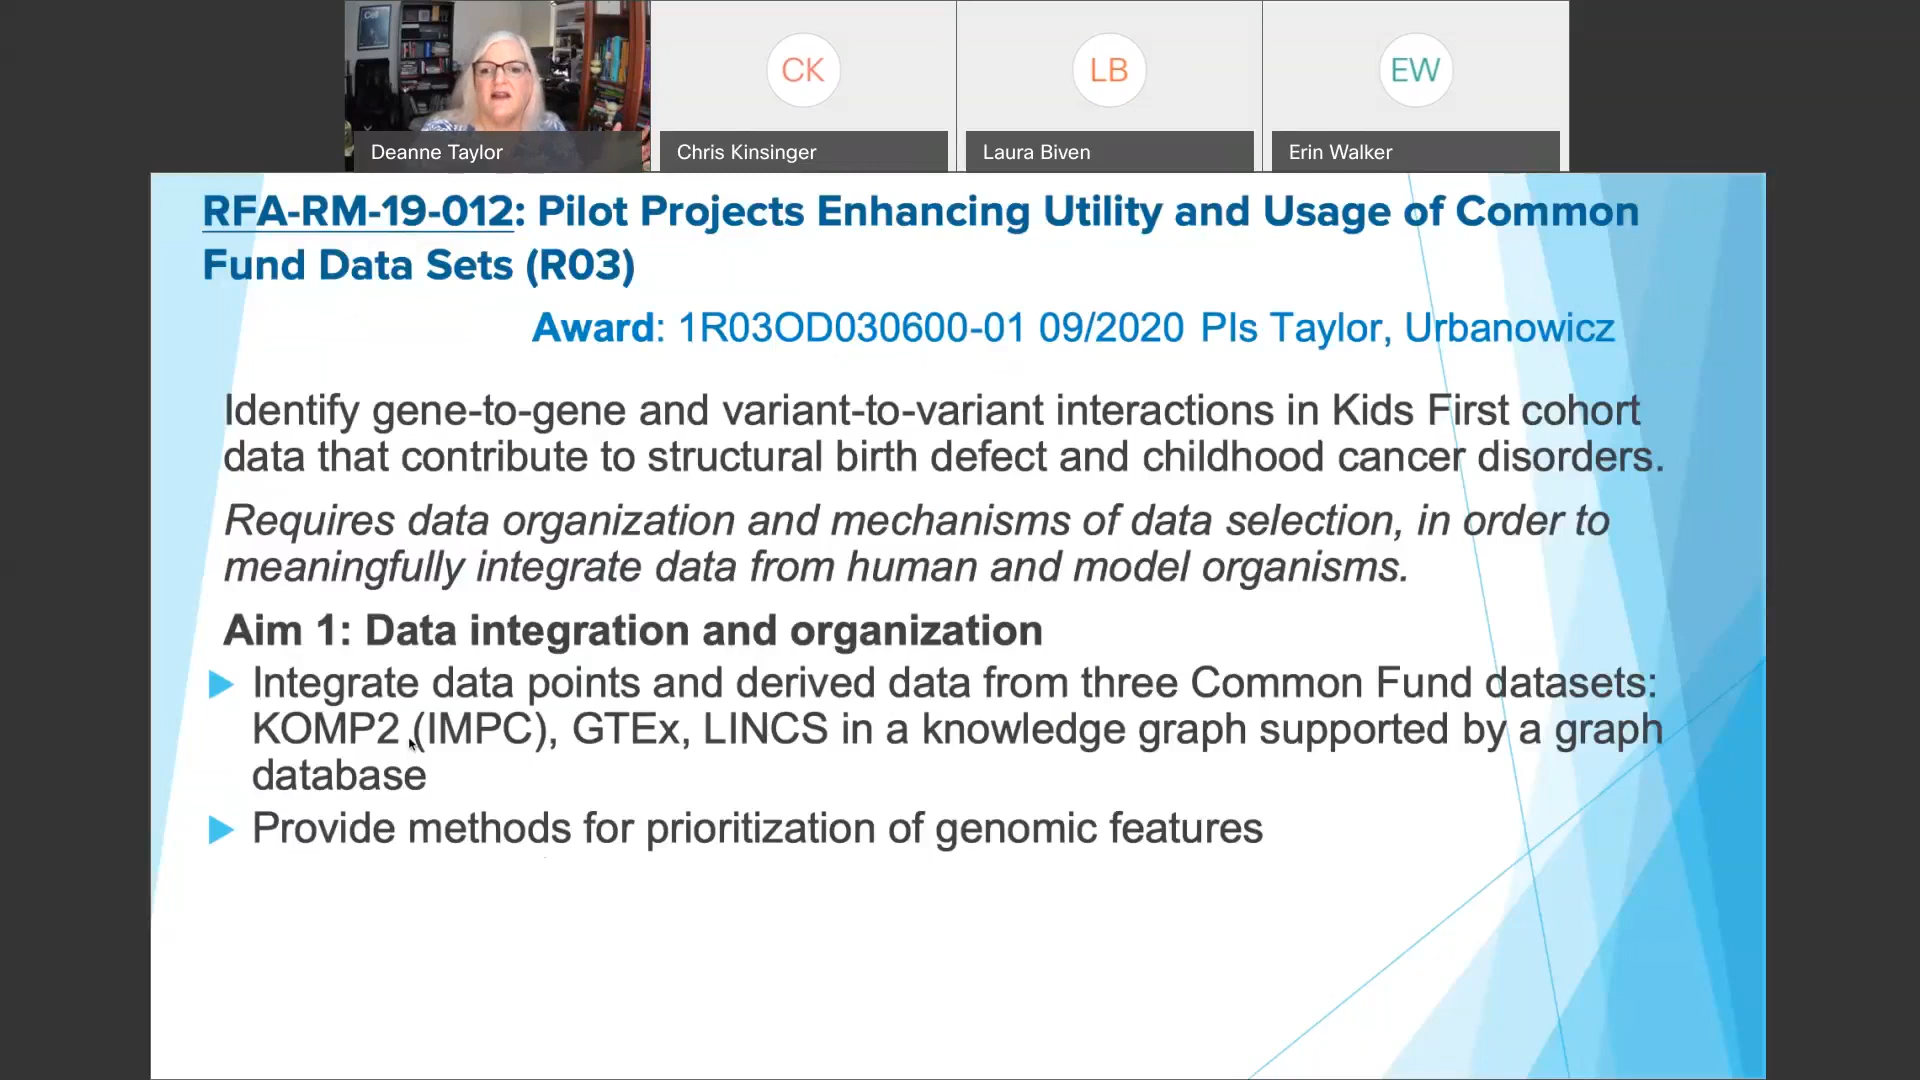 Cell
CK
LB
EW
Deanne Taylor
Chris Kinsinger
Laura Biven
Erin Walker
RFA-RM-19-012: Pilot Projects Enhancing Utility and Usage of Common
Fund Data Sets (R03)
Award: 1R03OD030600-01 09/2020 PIs Taylor, Urbanowicz
Identify gene-to-gene and variant-to-variant interactions in Kids First cohort
data that contribute to structural birth defect and childhood cancer disorders.
Requires data organization and mechanisms of data selection, in order to
meaningfully integrate data from human and model organisms.
Aim 1: Data integration and organization
Integrate data points and derived data from three Common Fund datasets:
KOMP2 (IMPC), GTEx, LINCS in a knowledge graph supported by a graph
database
Provide methods for prioritization of genomic features